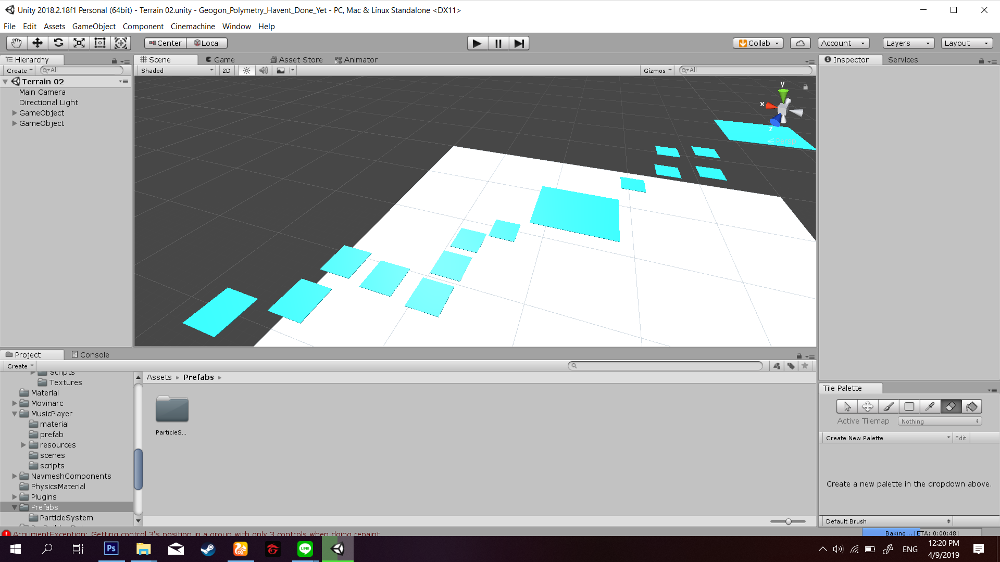 Unity 2018.2.18f1 Personal (64bit) - Terrain 02.unity - Geogon_Polymetry_Havent_Done_Yet - PC, Mac & Linux Standalone <DX11>
File Edit Assets GameObject Component Cinemachine Window Help
Center Local Collab Account Layers Layout
Hierarchy Scene Game Asset Store Animator Inspector Services
Create All Shaded 2D Gizmos All
Terrain 02
Main Camera
Directional Light
GameObject
GameObject
y
x
z
Project Console
Create
Assets Prefabs
Scripts
Textures
Material
Movinarc
MusicPlayer
material
prefab
resources
scenes
scripts
NavmeshComponents
PhysicsMaterial
Plugins
Prefabs
ParticleSystem
ParticleS...
Tile Palette
Active Tilemap Nothing
Create New Palette Edit
Create a new palette in the dropdown above.
Default Brush
ArgumentException: Getting control 3's position in a group with only 3 controls when doing repaint
Baking... [ETA: 0:00:48]
Ps
LINE
ENG
12:20 PM
4/9/2019